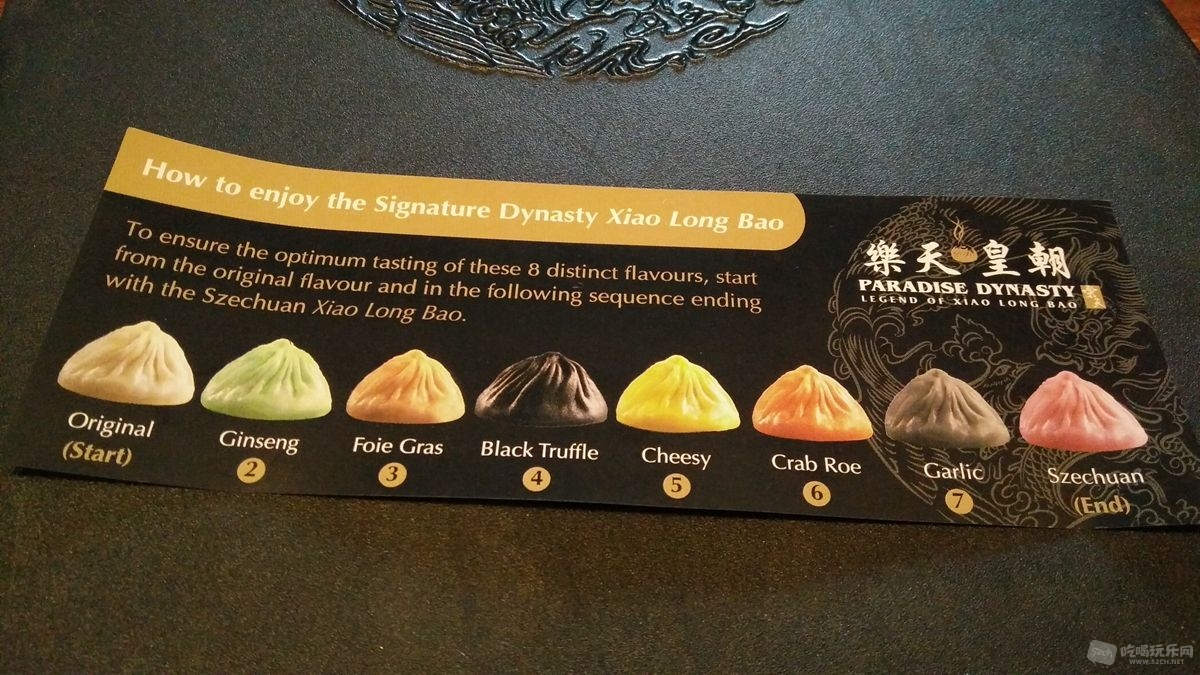 How to enjoy the Signature Dynasty Xiao Long Bao
To ensure the optimum tasting of these 8 distinct flavours, start
from the original flavour and in the following sequence ending
with the Szechuan Xiao Long Bao.
樂天皇朝
PARADISE DYNASTY
LEGEND OF XIAO LONG BAO
Original
(Start)
Ginseng
2
Foie Gras
3
Black Truffle
4
Cheesy
5
Crab Roe
6
Garlic
7
Szechuan
(End)
吃喝玩乐网
WWW.52CH.NET